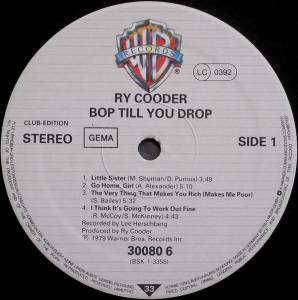 WB
RECORDS
LC 0392
RY COODER
BOP TILL YOU DROP
CLUB-EDITION
STEREO
GEMA
SIDE 1
1. Little Sister (M. Shuman/D. Pumus) 3:49
2. Go Home, Girl (A. Alexander) 5:10
3. The Very Thing That Makes You Rich (Makes Me Poor)
(S. Bailey) 5:32
4. I Think It's Going To Work Out Fine
(R. McCoy/S. McKinney) 4:43
Recorded by Lee Herschberg
Produced by Ry Cooder
℗ 1979 Warner Bros. Records Inc.
30080 6
(BSK 1 3358)
33